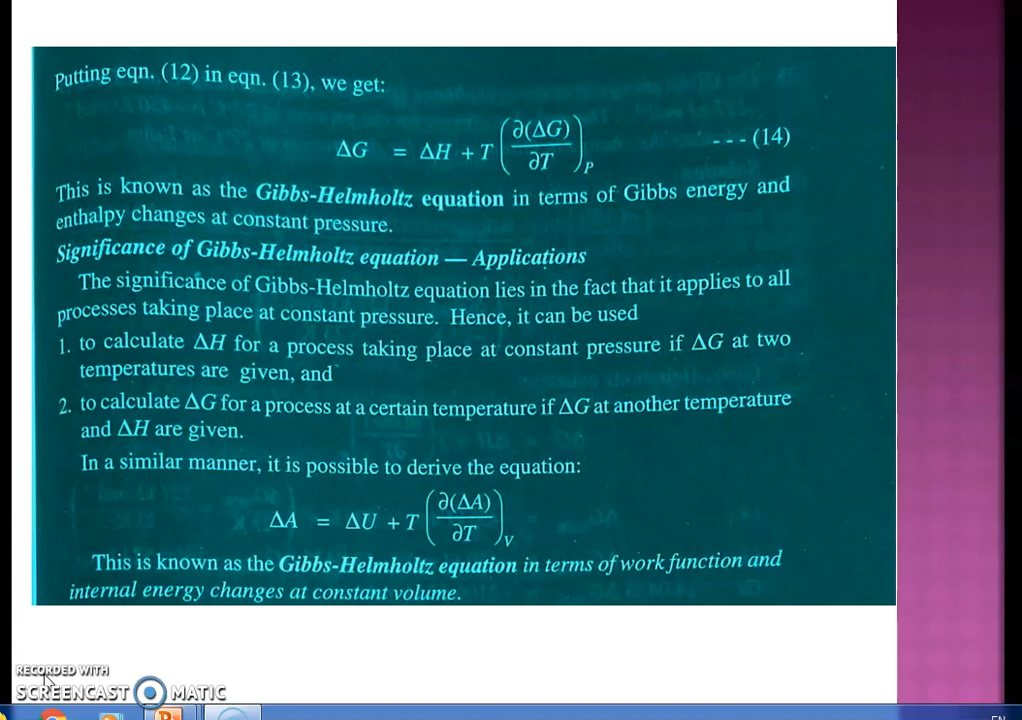 Putting eqn. (12) in eqn. (13), we get:
ΔG = ΔH + T (∂(ΔG)/∂T)P - - - (14)
This is known as the Gibbs-Helmholtz equation in terms of Gibbs energy and
enthalpy changes at constant pressure.
Significance of Gibbs-Helmholtz equation — Applications
The significance of Gibbs-Helmholtz equation lies in the fact that it applies to all
processes taking place at constant pressure. Hence, it can be used
1. to calculate ΔH for a process taking place at constant pressure if ΔG at two
temperatures are given, and
2. to calculate ΔG for a process at a certain temperature if ΔG at another temperature
and ΔH are given.
In a similar manner, it is possible to derive the equation:
ΔA = ΔU + T (∂(ΔA)/∂T)V
This is known as the Gibbs-Helmholtz equation in terms of work function and
internal energy changes at constant volume.
RECORDED WITH
SCREENCAST MATIC
EN